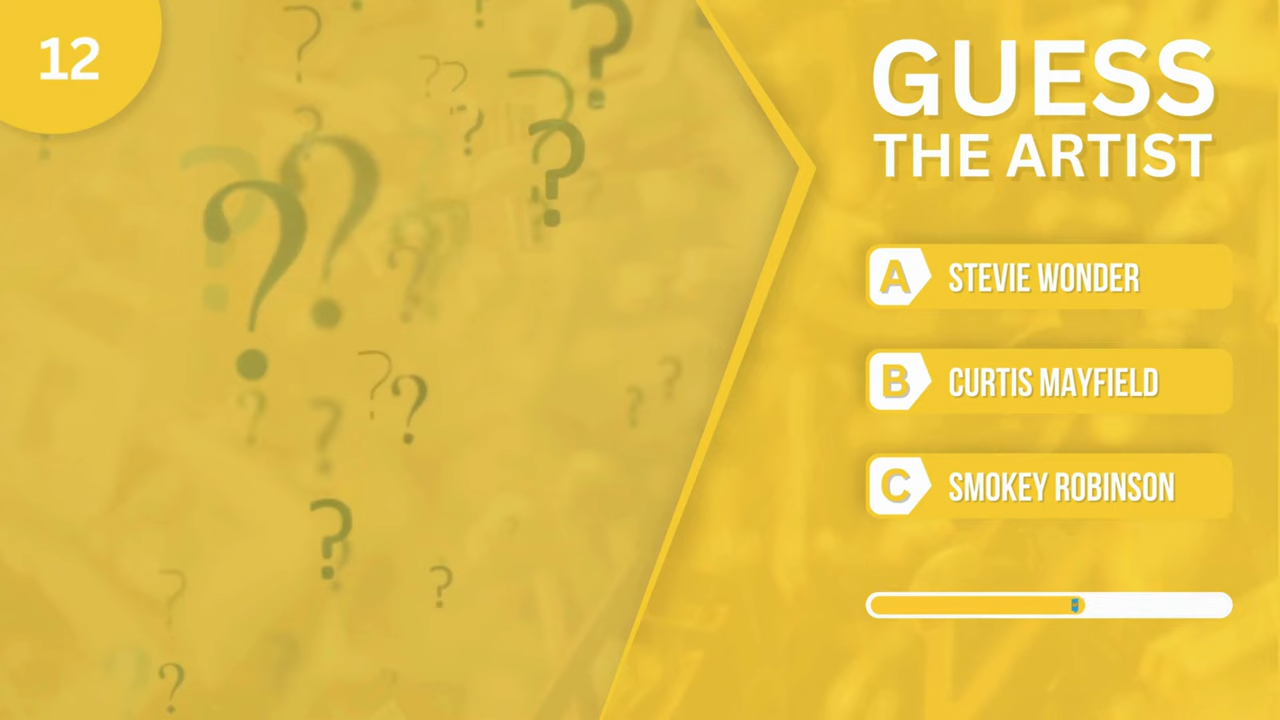 12
GUESS
THE ARTIST
A STEVIE WONDER
B CURTIS MAYFIELD
C SMOKEY ROBINSON